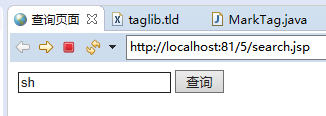 查询页面 taglib.tld MarkTag.java
http://localhost:81/5/search.jsp
sh 查询